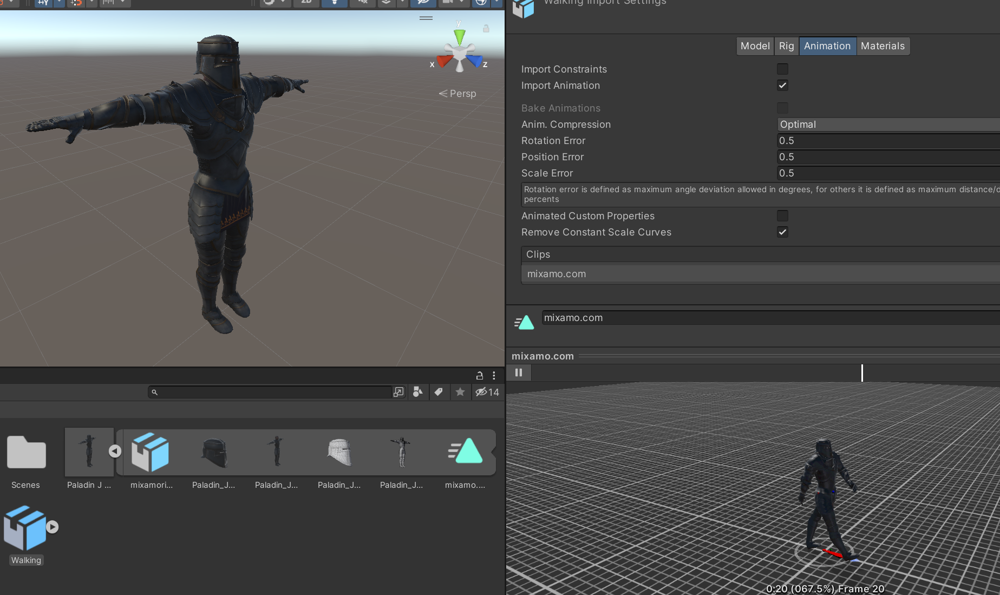 2D
Walking Import Settings
y
x
z
Persp
Model
Rig
Animation
Materials
Import Constraints
Import Animation
Bake Animations
Anim. Compression
Optimal
Rotation Error
0.5
Position Error
0.5
Scale Error
0.5
Rotation error is defined as maximum angle deviation allowed in degrees, for others it is defined as maximum distance/
percents
Animated Custom Properties
Remove Constant Scale Curves
Clips
mixamo.com
mixamo.com
mixamo.com
14
Scenes
Paladin J ...
mixamori...
Paladin_J...
Paladin_J...
Paladin_J...
Paladin_J...
mixamo....
Walking
0:20 (067.5%) Frame 20